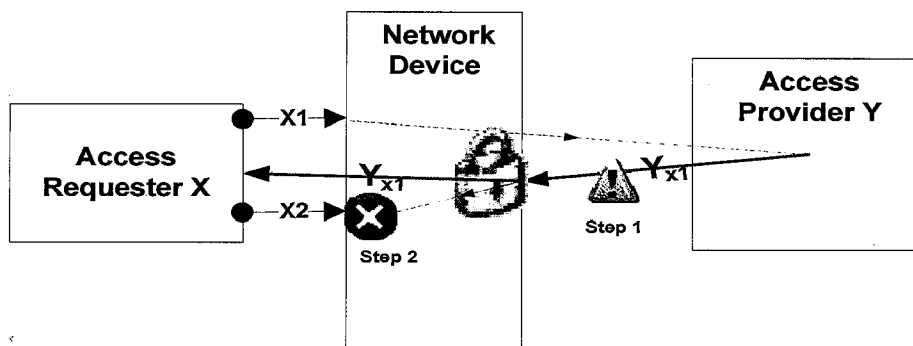 Network
Device
Access
Provider Y
X1
Access
Requester X
Yx1
Yx1
X2
Step 1
Step 2